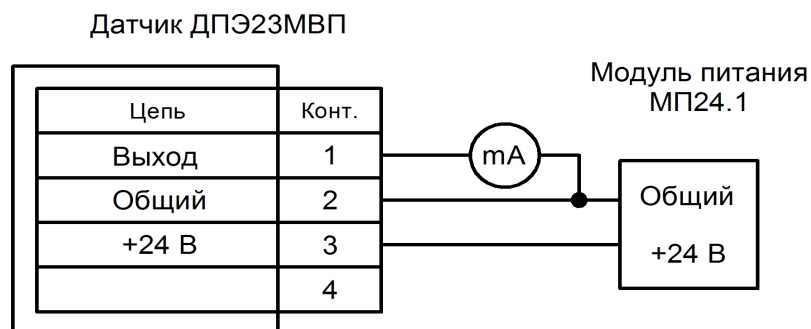 Датчик ДПЭ23МВП
Модуль питания
МП24.1
Цепь Конт.
Выход 1 mA
Общий 2 Общий
+24 В 3 +24 В
4